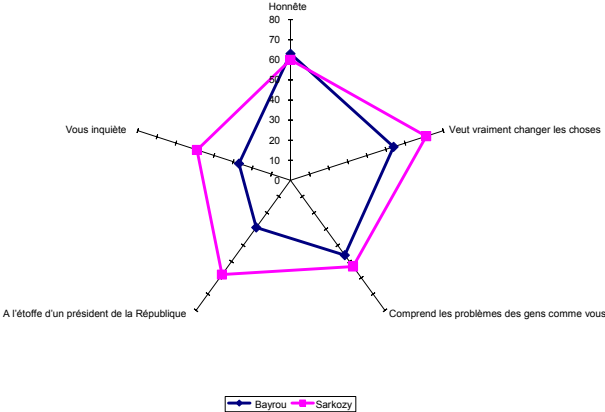 Honnête
80
70
60
50
40
30
20
10
0
Veut vraiment changer les choses
Vous inquiète
A l'étoffe d'un président de la République
Comprend les problèmes des gens comme vous
Bayrou Sarkozy